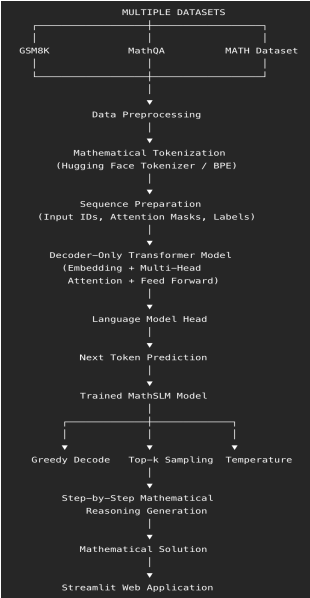 MULTIPLE DATASETS
GSM8K MathQA MATH Dataset
Data Preprocessing
Mathematical Tokenization
(Hugging Face Tokenizer / BPE)
Sequence Preparation
(Input IDs, Attention Masks, Labels)
Decoder-Only Transformer Model
(Embedding + Multi-Head
Attention + Feed Forward)
Language Model Head
Next Token Prediction
Trained MathSLM Model
Greedy Decode Top-k Sampling Temperature
Step-by-Step Mathematical
Reasoning Generation
Mathematical Solution
Streamlit Web Application